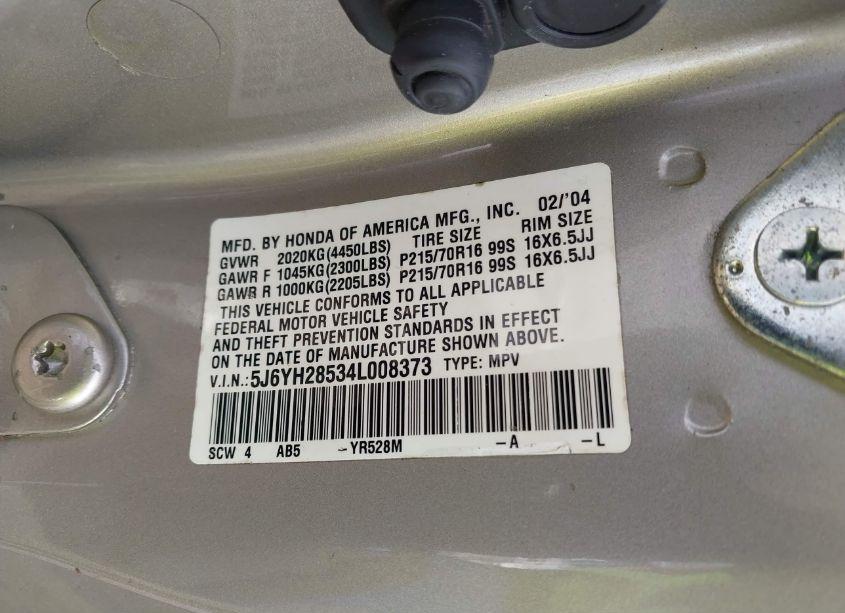 MFD. BY HONDA OF AMERICA MFG., INC. 02/'04
GVWR 2020KG(4450LBS) TIRE SIZE RIM SIZE
GAWR F 1045KG(2300LBS) P215/70R16 99S 16X6.5JJ
GAWR R 1000KG(2205LBS) P215/70R16 99S 16X6.5JJ
THIS VEHICLE CONFORMS TO ALL APPLICABLE
FEDERAL MOTOR VEHICLE SAFETY
AND THEFT PREVENTION STANDARDS IN EFFECT
ON THE DATE OF MANUFACTURE SHOWN ABOVE.
V.I.N.:5J6YH28534L008373 TYPE: MPV
SCW 4 AB5 -YR528M -A -L